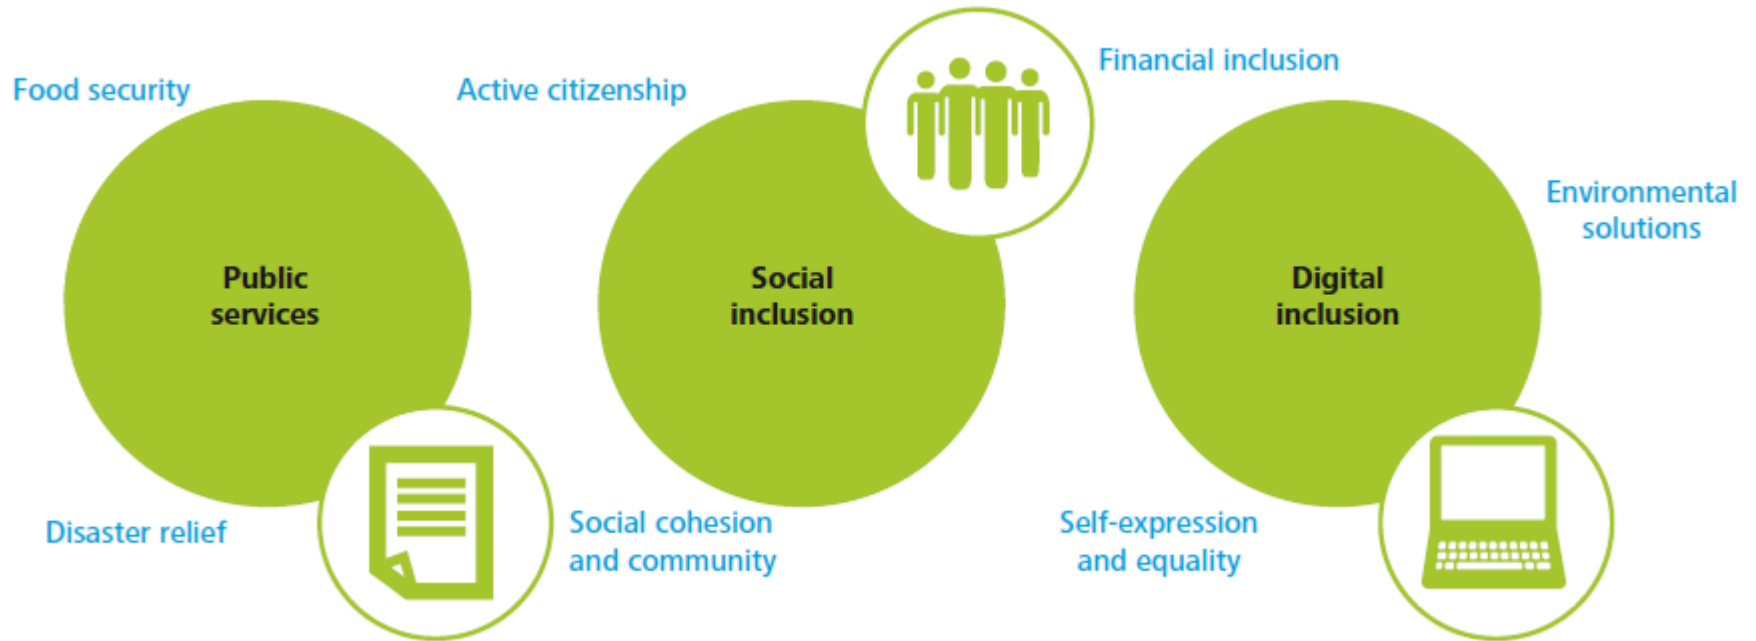 Food security
Active citizenship
Financial inclusion
Environmental
solutions
Public
services
Social
inclusion
Digital
inclusion
Disaster relief
Social cohesion
and community
Self-expression
and equality